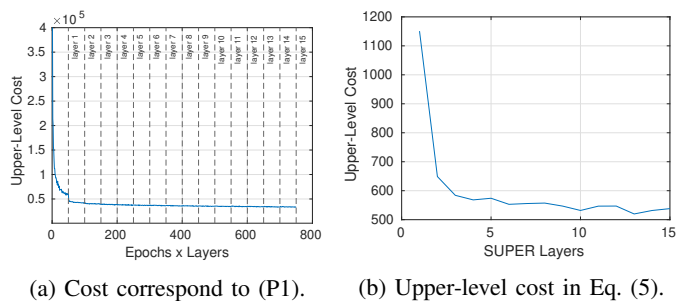 × 10^5
4
3.5
3
2.5
2
1.5
1
0.5
Upper-Level Cost
layer 1
layer 2
layer 3
layer 4
layer 5
layer 6
layer 7
layer 8
layer 9
layer 10
layer 11
layer 12
layer 13
layer 14
layer 15
0 200 400 600 800
Epochs x Layers
(a) Cost correspond to (P1).
1200
1100
1000
900
800
700
600
500
Upper-Level Cost
0 5 10 15
SUPER Layers
(b) Upper-level cost in Eq. (5).